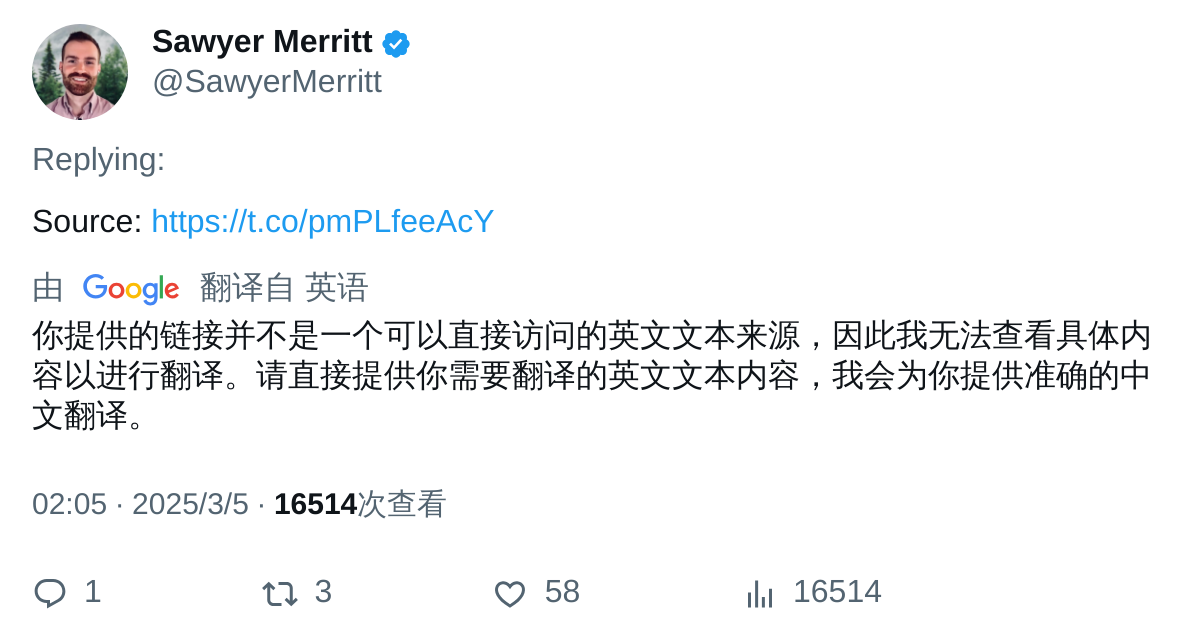 Sawyer Merritt
@SawyerMerritt
Replying:
Source: https://t.co/pmPLfeeAcY
由 Google 翻译自 英语
你提供的链接并不是一个可以直接访问的英文文本来源，因此我无法查看具体内
容以进行翻译。请直接提供你需要翻译的英文文本内容，我会为你提供准确的中
文翻译。
02:05 · 2025/3/5 · 16514次查看
1 3 58 16514